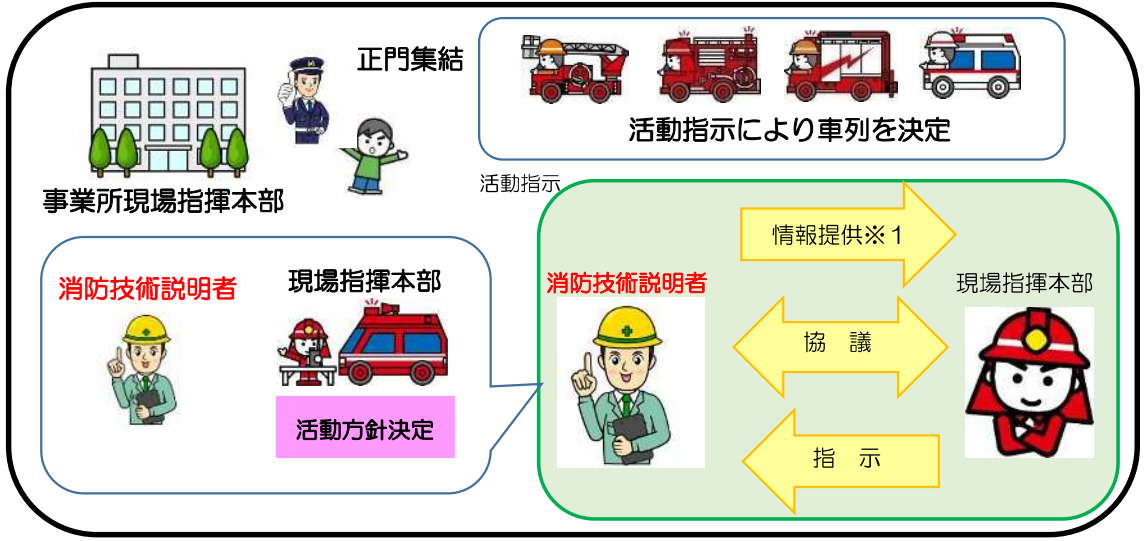 正門集結
活動指示により車列を決定
事業所現場指揮本部
活動指示
消防技術説明者
現場指揮本部
活動方針決定
情報提供※１
消防技術説明者
現場指揮本部
協　議
指　示